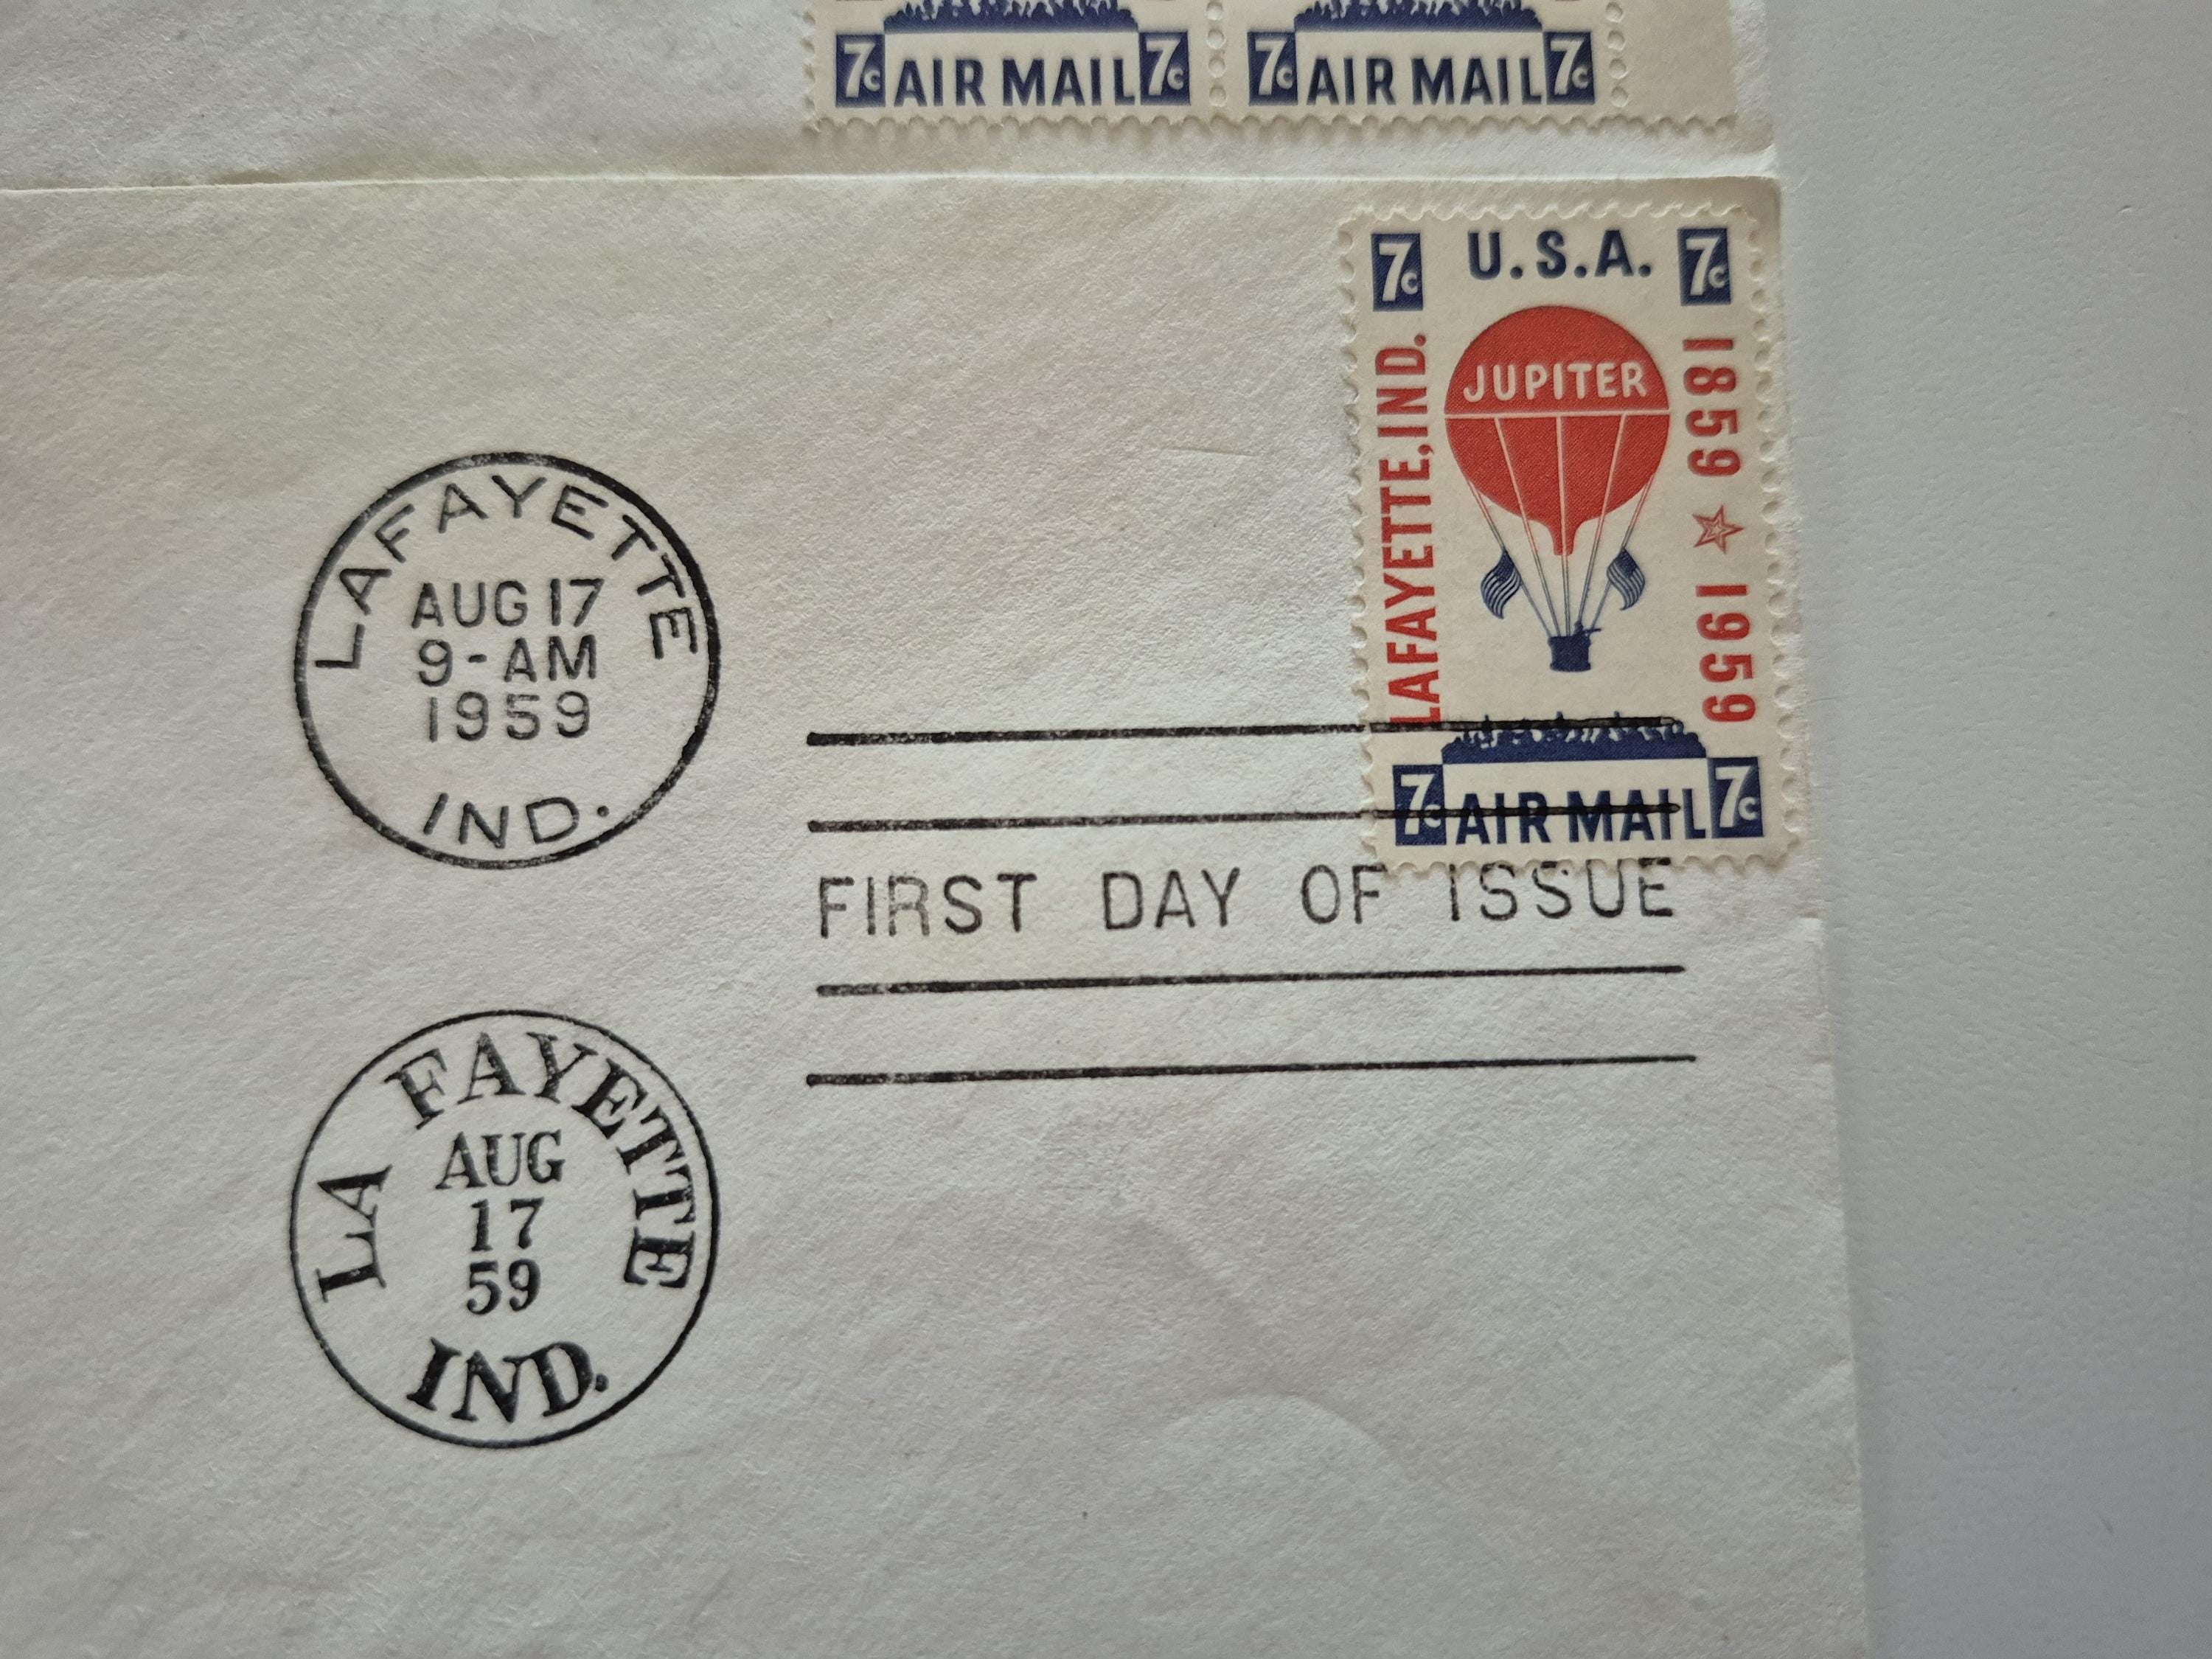 7c AIR MAIL 7c 7c AIR MAIL 7c
7c U.S.A. 7c
JUPITER
LAFAYETTE, IND.
1859 ☆ 1959
7c AIR MAIL 7c
LAFAYETTE
AUG 17
9-AM
1959
IND.
FIRST DAY OF ISSUE
LA FAYETTE
AUG
17
59
IND.